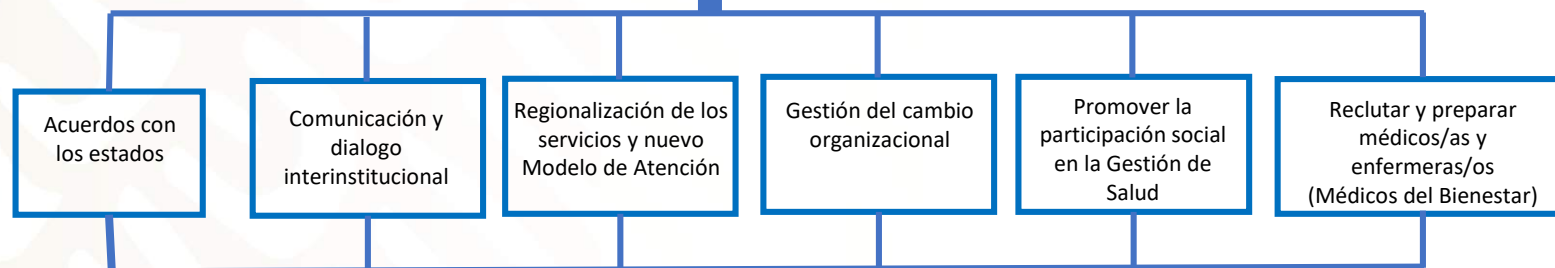 Acuerdos con
los estados
Comunicación y
dialogo
interinstitucional
Regionalización de los
servicios y nuevo
Modelo de Atención
Gestión del cambio
organizacional
Promover la
participación social
en la Gestión de
Salud
Reclutar y preparar
médicos/as y
enfermeras/os
(Médicos del Bienestar)